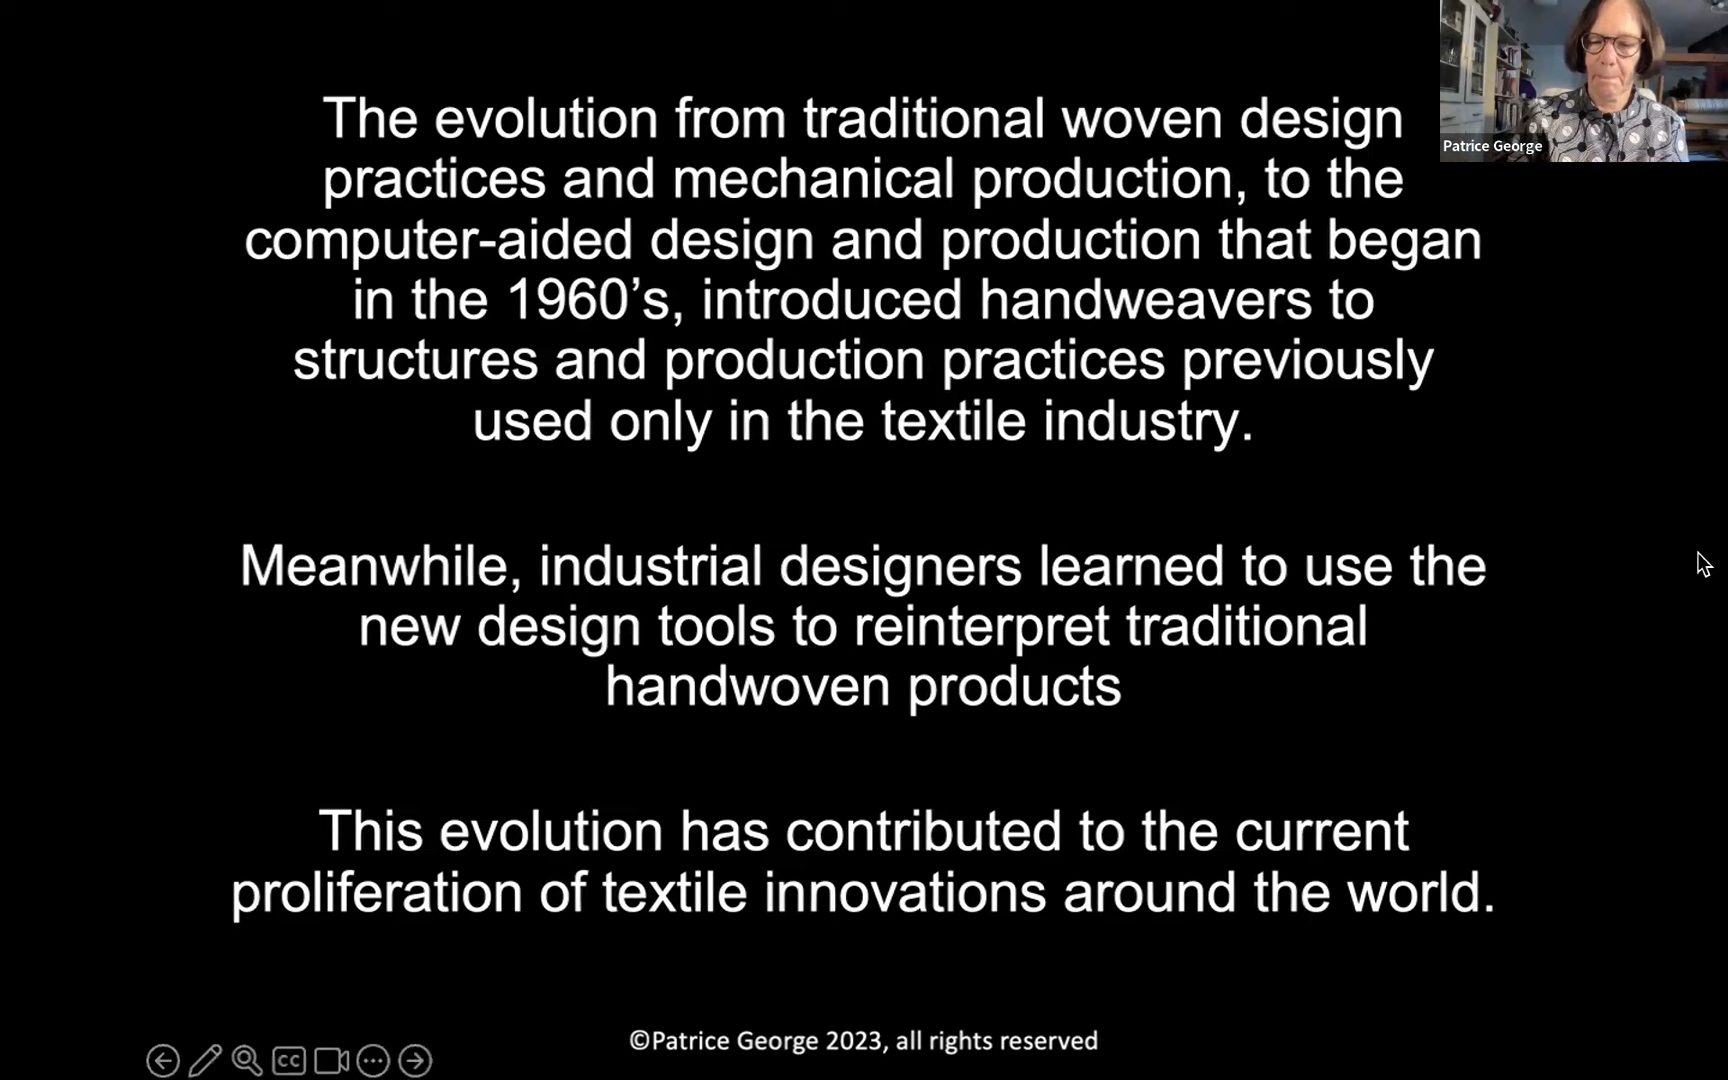 The evolution from traditional woven design
practices and mechanical production, to the
computer-aided design and production that began
in the 1960’s, introduced handweavers to
structures and production practices previously
used only in the textile industry.
Meanwhile, industrial designers learned to use the
new design tools to reinterpret traditional
handwoven products
This evolution has contributed to the current
proliferation of textile innovations around the world.
©Patrice George 2023, all rights reserved
Patrice George
CC